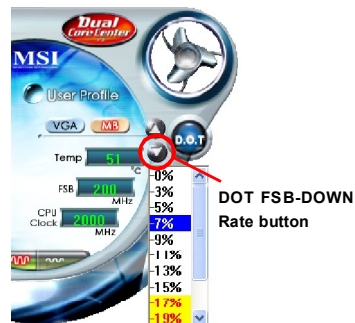 Dual
Core Center
MSI
User Profile
VGA MB
D.O.T
Temp 51 °C
FSB 200 MHz
CPU Clock 2000 MHz
-0%
-3%
-5%
-7%
-9%
-11%
-13%
-15%
-17%
-19%
DOT FSB-DOWN
Rate button